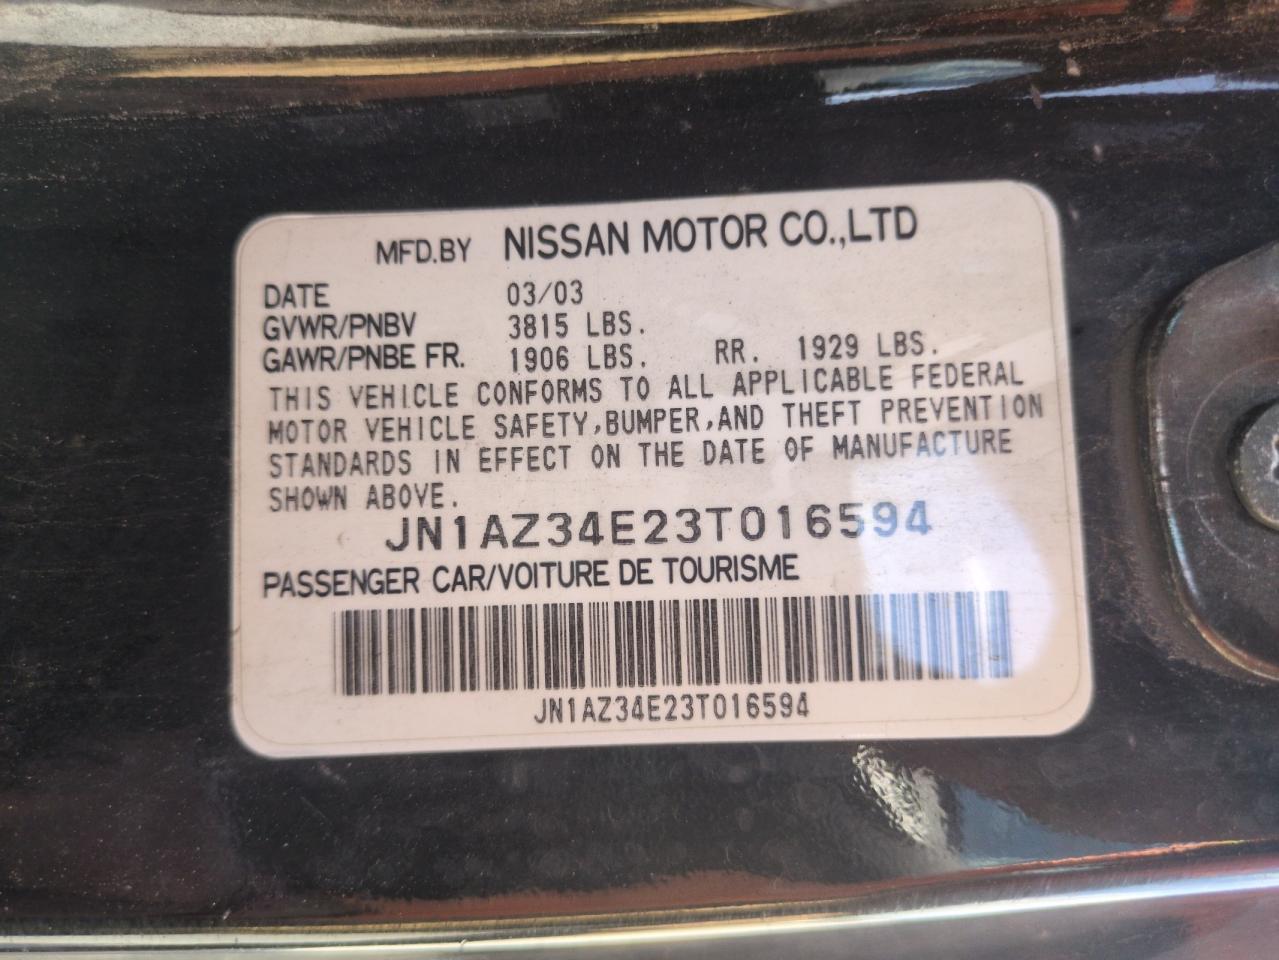 MFD.BY NISSAN MOTOR CO.,LTD
DATE 03/03
GVWR/PNBV 3815 LBS.
GAWR/PNBE FR. 1906 LBS. RR. 1929 LBS.
THIS VEHICLE CONFORMS TO ALL APPLICABLE FEDERAL
MOTOR VEHICLE SAFETY,BUMPER,AND THEFT PREVENTION
STANDARDS IN EFFECT ON THE DATE OF MANUFACTURE
SHOWN ABOVE.
JN1AZ34E23T016594
PASSENGER CAR/VOITURE DE TOURISME
JN1AZ34E23T016594